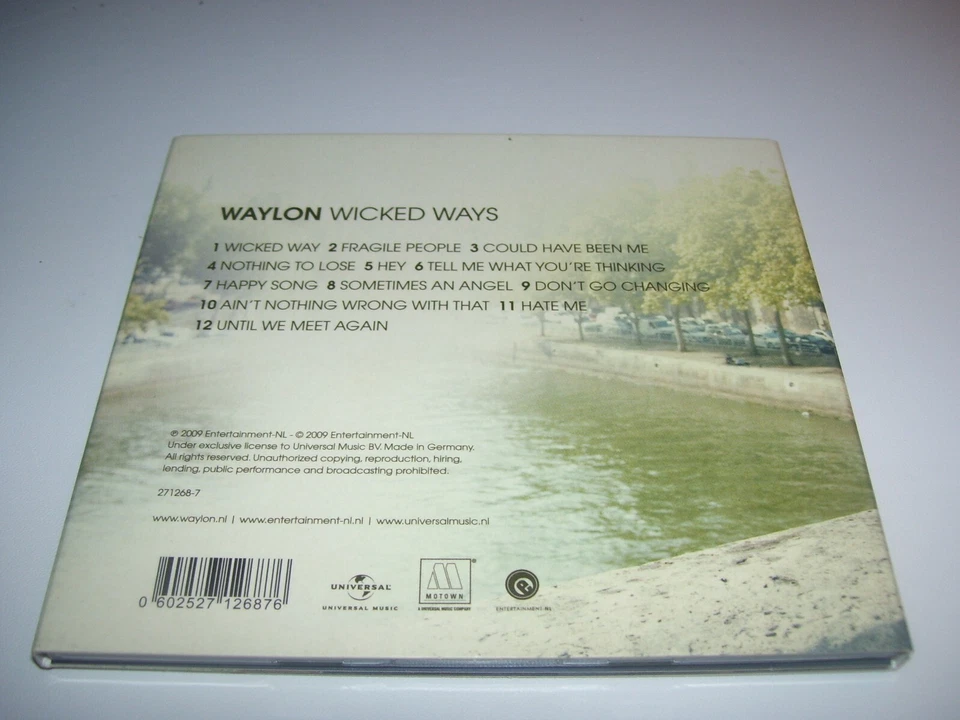 WAYLON WICKED WAYS
1 WICKED WAY 2 FRAGILE PEOPLE 3 COULD HAVE BEEN ME
4 NOTHING TO LOSE 5 HEY 6 TELL ME WHAT YOU'RE THINKING
7 HAPPY SONG 8 SOMETIMES AN ANGEL 9 DON'T GO CHANGING
10 AIN'T NOTHING WRONG WITH THAT 11 HATE ME
12 UNTIL WE MEET AGAIN
℗ 2009 Entertainment-NL - © 2009 Entertainment-NL
Under exclusive license to Universal Music BV. Made in Germany.
All rights reserved. Unauthorized copying, reproduction, hiring,
lending, public performance and broadcasting prohibited.
271268-7
www.waylon.nl | www.entertainment-nl.nl | www.universalmusic.nl
0 602527 126876
UNIVERSAL
UNIVERSAL MUSIC
M
MOTOWN
A UNIVERSAL MUSIC COMPANY
ENTERTAINMENT-NL